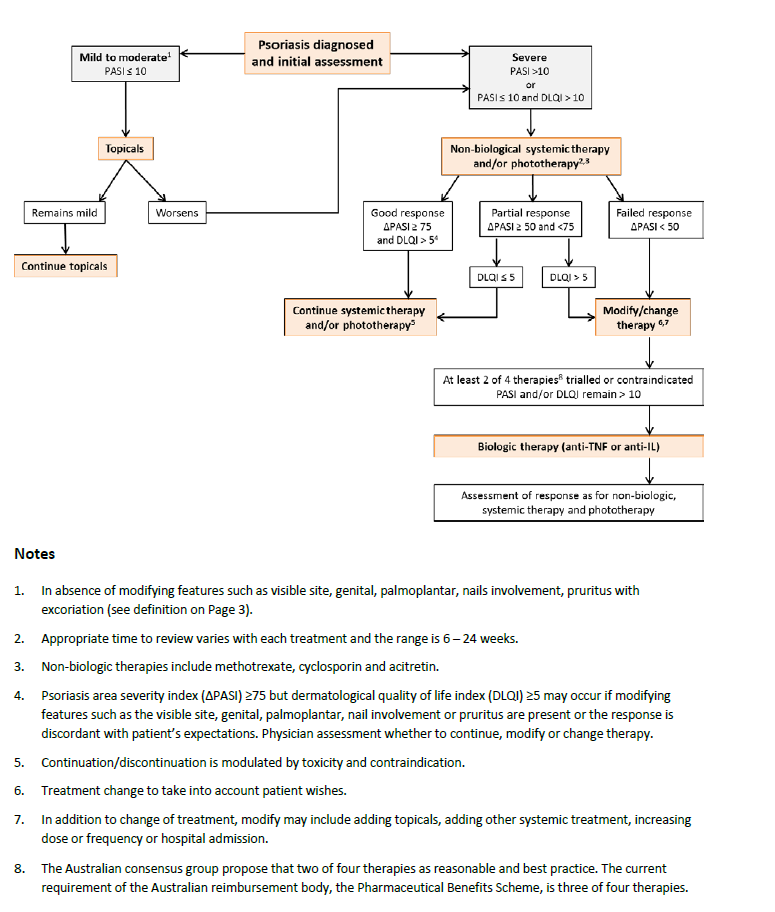 Psoriasis diagnosed
and initial assessment
Mild to moderate¹
PASI ≤ 10
Severe
PASI >10
or
PASI ≤ 10 and DLQI > 10
Topicals
Non-biological systemic therapy
and/or phototherapy²,³
Remains mild
Worsens
Good response
ΔPASI ≥ 75
and DLQI > 5⁴
Partial response
ΔPASI ≥ 50 and <75
Failed response
ΔPASI < 50
Continue topicals
DLQI ≤ 5
DLQI > 5
Continue systemic therapy
and/or phototherapy⁵
Modify/change
therapy ⁶,⁷
At least 2 of 4 therapies⁸ trialled or contraindicated
PASI and/or DLQI remain > 10
Biologic therapy (anti-TNF or anti-IL)
Assessment of response as for non-biologic,
systemic therapy and phototherapy
Notes
1. In absence of modifying features such as visible site, genital, palmoplantar, nails involvement, pruritus with
excoriation (see definition on Page 3).
2. Appropriate time to review varies with each treatment and the range is 6 – 24 weeks.
3. Non-biologic therapies include methotrexate, cyclosporin and acitretin.
4. Psoriasis area severity index (ΔPASI) ≥75 but dermatological quality of life index (DLQI) ≥5 may occur if modifying
features such as the visible site, genital, palmoplantar, nail involvement or pruritus are present or the response is
discordant with patient's expectations. Physician assessment whether to continue, modify or change therapy.
5. Continuation/discontinuation is modulated by toxicity and contraindication.
6. Treatment change to take into account patient wishes.
7. In addition to change of treatment, modify may include adding topicals, adding other systemic treatment, increasing
dose or frequency or hospital admission.
8. The Australian consensus group propose that two of four therapies as reasonable and best practice. The current
requirement of the Australian reimbursement body, the Pharmaceutical Benefits Scheme, is three of four therapies.